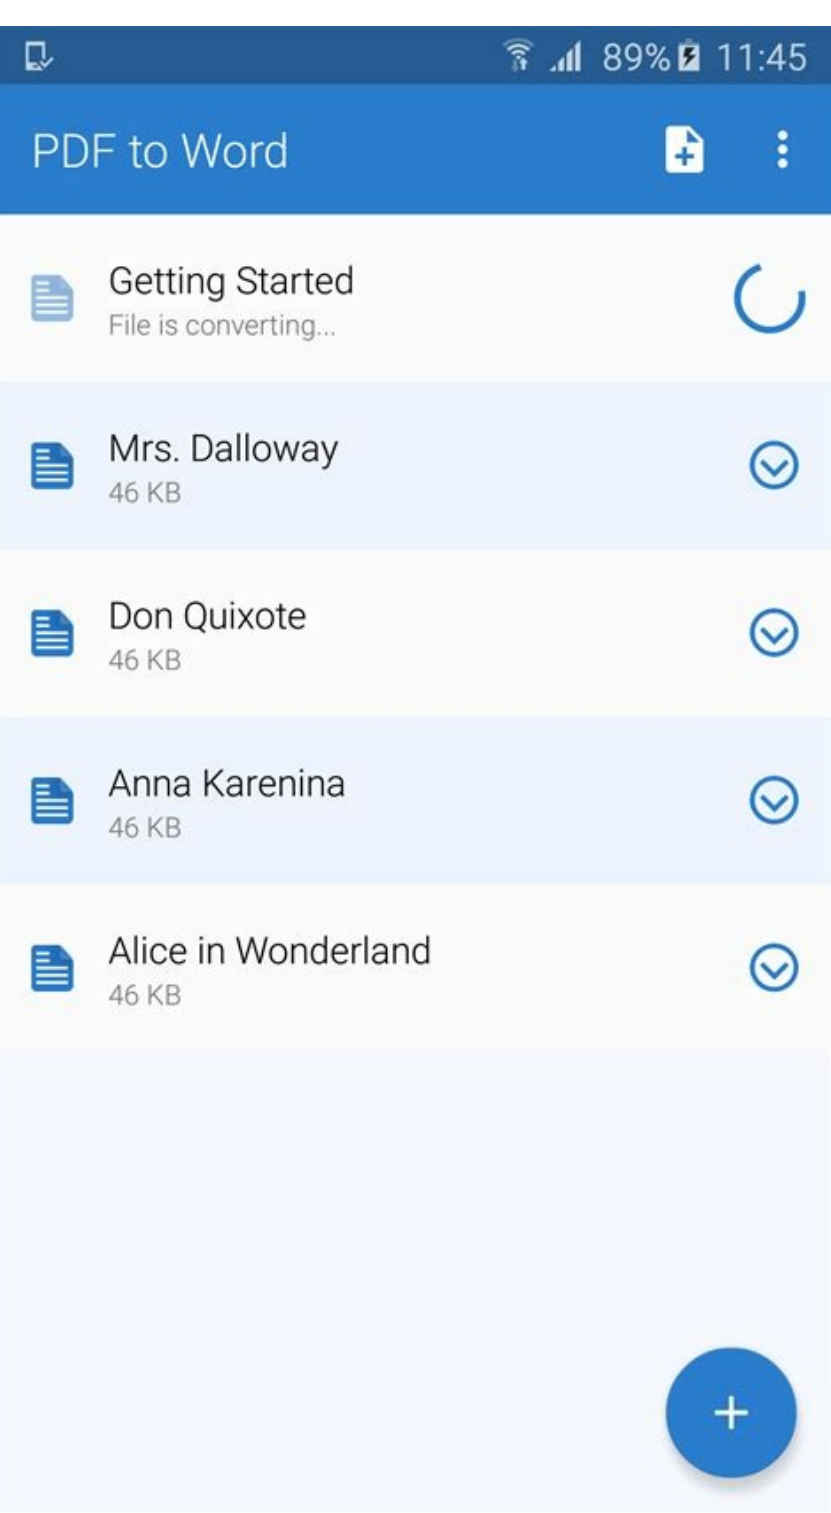 89% 11:45
PDF to Word
Getting Started
File is converting...
Mrs. Dalloway
46 KB
Don Quixote
46 KB
Anna Karenina
46 KB
Alice in Wonderland
46 KB